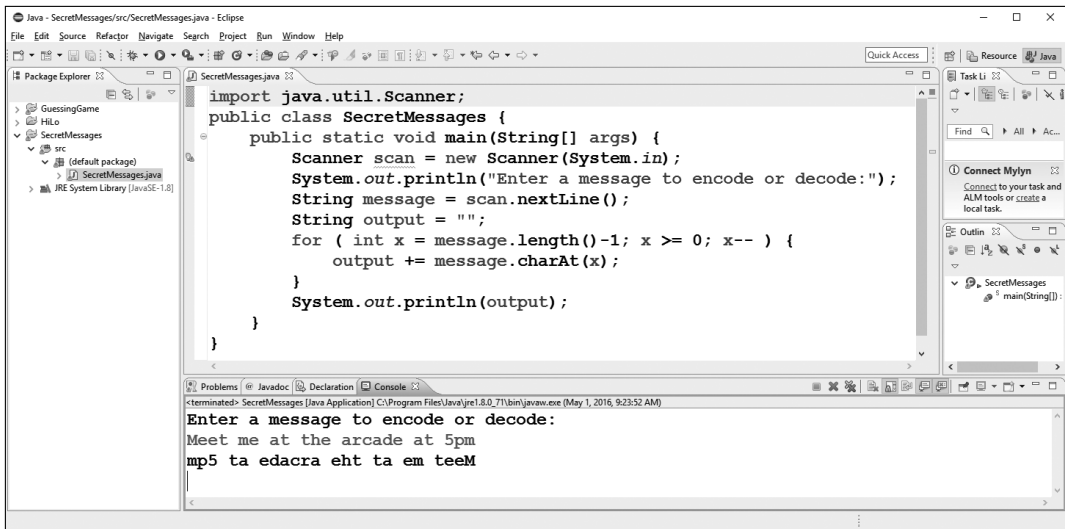 Java - SecretMessages/src/SecretMessages.java - Eclipse
File Edit Source Refactor Navigate Search Project Run Window Help
Quick Access Resource Java
Package Explorer
GuessingGame
HiLo
SecretMessages
src
(default package)
SecretMessages.java
JRE System Library [JavaSE-1.8]
SecretMessages.java
import java.util.Scanner;
public class SecretMessages {
public static void main(String[] args) {
Scanner scan = new Scanner(System.in);
System.out.println("Enter a message to encode or decode:");
String message = scan.nextLine();
String output = "";
for ( int x = message.length()-1; x >= 0; x-- ) {
output += message.charAt(x);
}
System.out.println(output);
}
}
Task Li
Find All Ac...
Connect Mylyn
Connect to your task and
ALM tools or create a
local task.
Outlin
SecretMessages
main(String[]) :
Problems @ Javadoc Declaration Console
<terminated> SecretMessages [Java Application] C:\Program Files\Java\jre1.8.0_71\bin\javaw.exe (May 1, 2016, 9:23:52 AM)
Enter a message to encode or decode:
Meet me at the arcade at 5pm
mp5 ta edacra eht ta em teeM